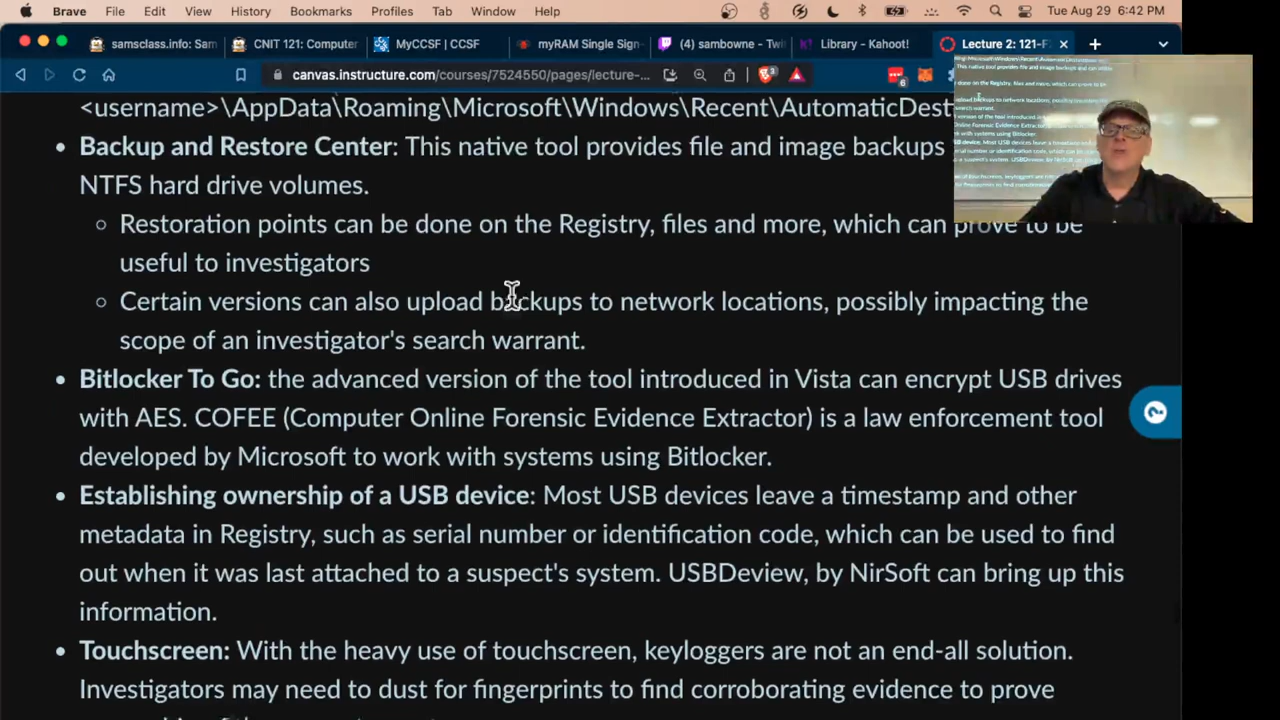 Brave File Edit View History Bookmarks Profiles Tab Window Help Tue Aug 29 6:42 PM
samsclass.info: Sam CNIT 121: Computer MyCCSF | CCSF myRAM Single Sign- (4) sambowne - Twi Library - Kahoot! Lecture 2: 121-F
canvas.instructure.com/courses/7524550/pages/lecture-...
<username>\AppData\Roaming\Microsoft\Windows\Recent\AutomaticDest
• Backup and Restore Center: This native tool provides file and image backups
NTFS hard drive volumes.
◦ Restoration points can be done on the Registry, files and more, which can prove to be
useful to investigators
◦ Certain versions can also upload backups to network locations, possibly impacting the
scope of an investigator's search warrant.
• Bitlocker To Go: the advanced version of the tool introduced in Vista can encrypt USB drives
with AES. COFEE (Computer Online Forensic Evidence Extractor) is a law enforcement tool
developed by Microsoft to work with systems using Bitlocker.
• Establishing ownership of a USB device: Most USB devices leave a timestamp and other
metadata in Registry, such as serial number or identification code, which can be used to find
out when it was last attached to a suspect's system. USBDeview, by NirSoft can bring up this
information.
• Touchscreen: With the heavy use of touchscreen, keyloggers are not an end-all solution.
Investigators may need to dust for fingerprints to find corroborating evidence to prove